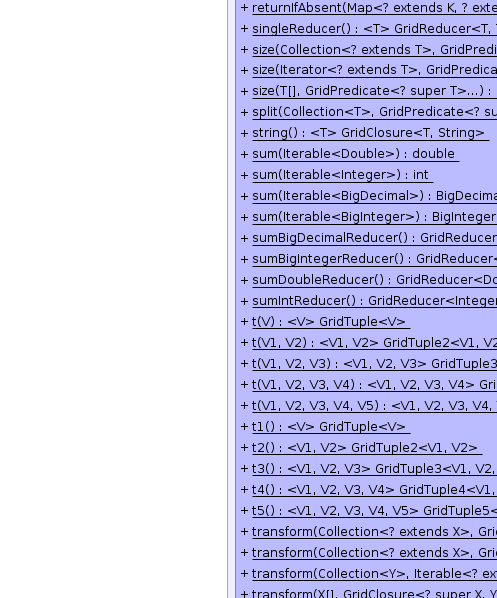 + returnIfAbsent(Map<? extends K, ? exte
+ singleReducer() : <T> GridReducer<T, T
+ size(Collection<? extends T>, GridPredi
+ size(Iterator<? extends T>, GridPredica
+ size(T[], GridPredicate<? super T>...) :
+ split(Collection<T>, GridPredicate<? su
+ string() : <T> GridClosure<T, String>
+ sum(Iterable<Double>) : double
+ sum(Iterable<Integer>) : int
+ sum(Iterable<BigDecimal>) : BigDecima
+ sum(Iterable<BigInteger>) : BigInteger
+ sumBigDecimalReducer() : GridReducer
+ sumBigIntegerReducer() : GridReducer<
+ sumDoubleReducer() : GridReducer<Do
+ sumIntReducer() : GridReducer<Integer
+ t(V) : <V> GridTuple<V>
+ t(V1, V2) : <V1, V2> GridTuple2<V1, V2
+ t(V1, V2, V3) : <V1, V2, V3> GridTuple3
+ t(V1, V2, V3, V4) : <V1, V2, V3, V4> Gri
+ t(V1, V2, V3, V4, V5) : <V1, V2, V3, V4,
+ t1() : <V> GridTuple<V>
+ t2() : <V1, V2> GridTuple2<V1, V2>
+ t3() : <V1, V2, V3> GridTuple3<V1, V2,
+ t4() : <V1, V2, V3, V4> GridTuple4<V1,
+ t5() : <V1, V2, V3, V4, V5> GridTuple5<
+ transform(Collection<? extends X>, Gri
+ transform(Collection<? extends X>, Gri
+ transform(Collection<Y>, Iterable<? ex
+ transform(X[], GridClosure<? super X, Y